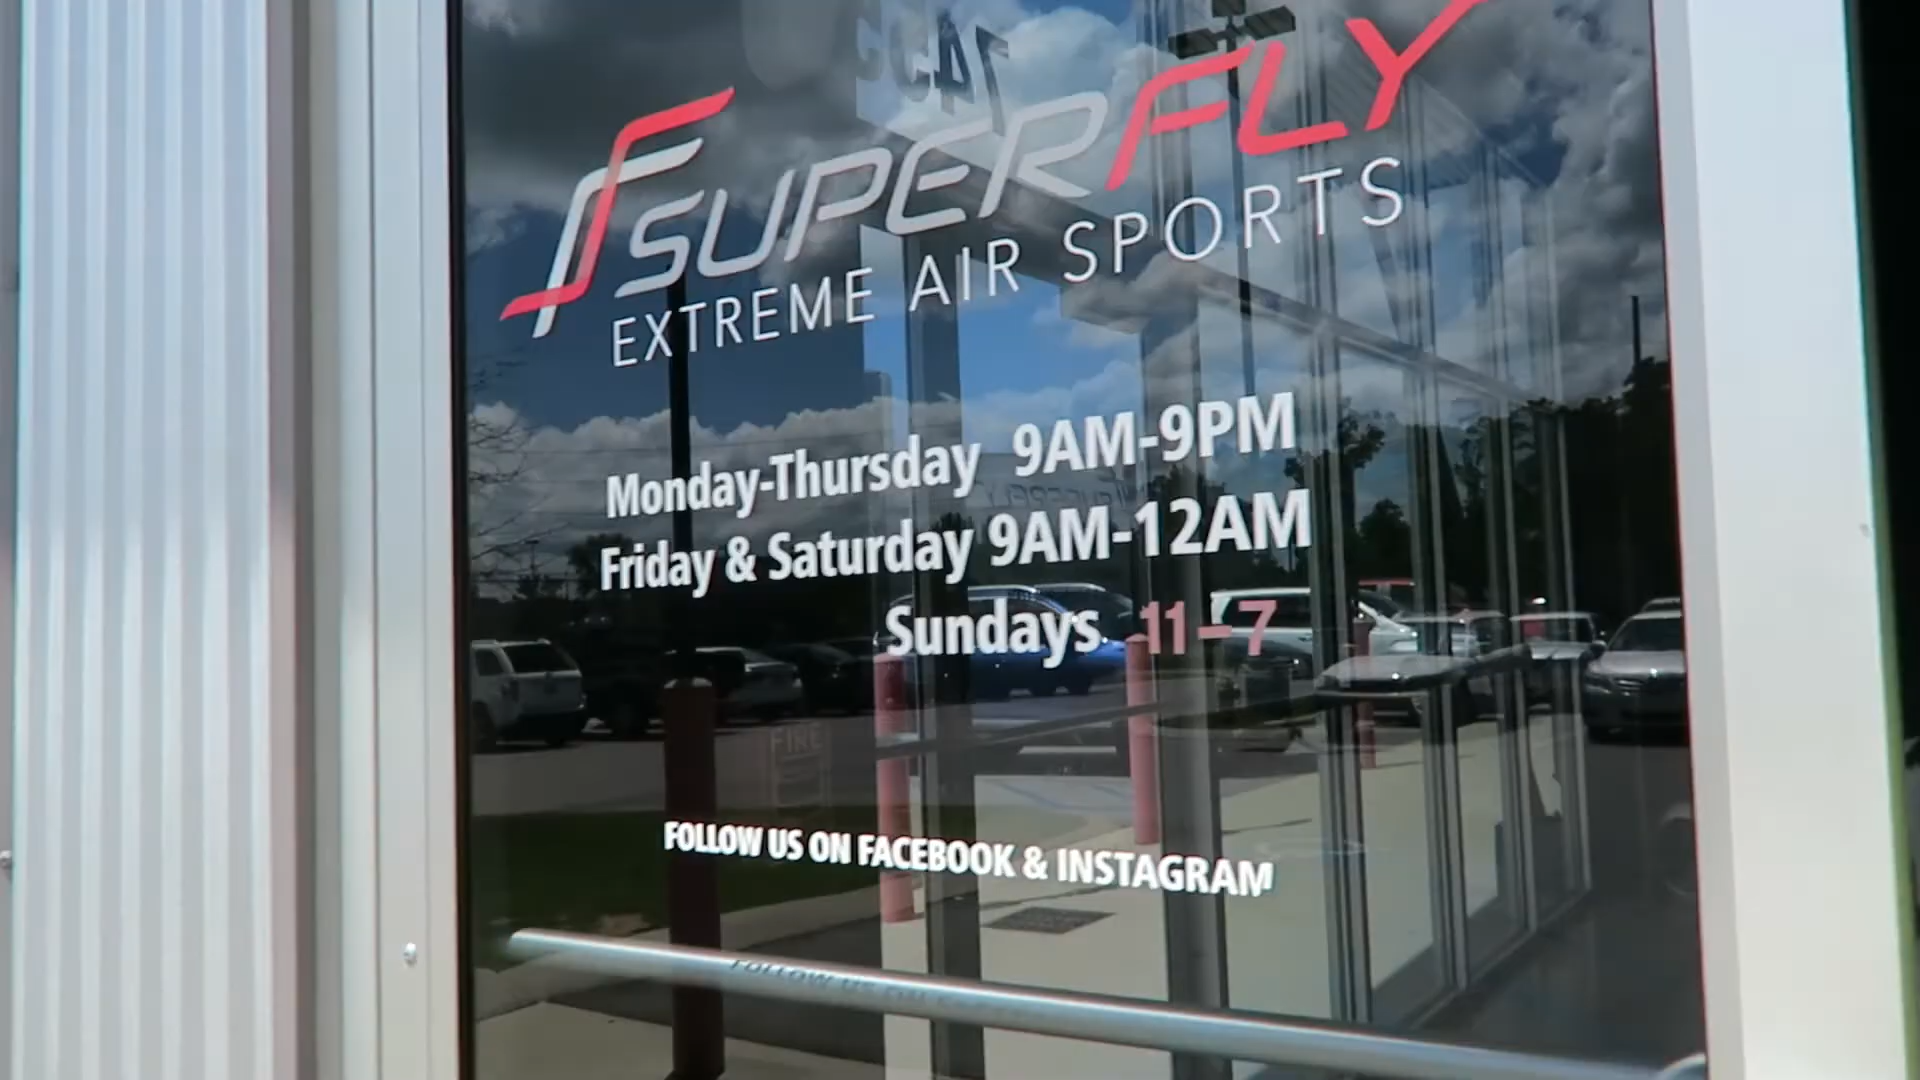 SUPERFLY
EXTREME AIR SPORTS
Monday-Thursday 9AM-9PM
Friday & Saturday 9AM-12AM
Sundays 11-7
FIRE
FOLLOW US ON FACEBOOK & INSTAGRAM